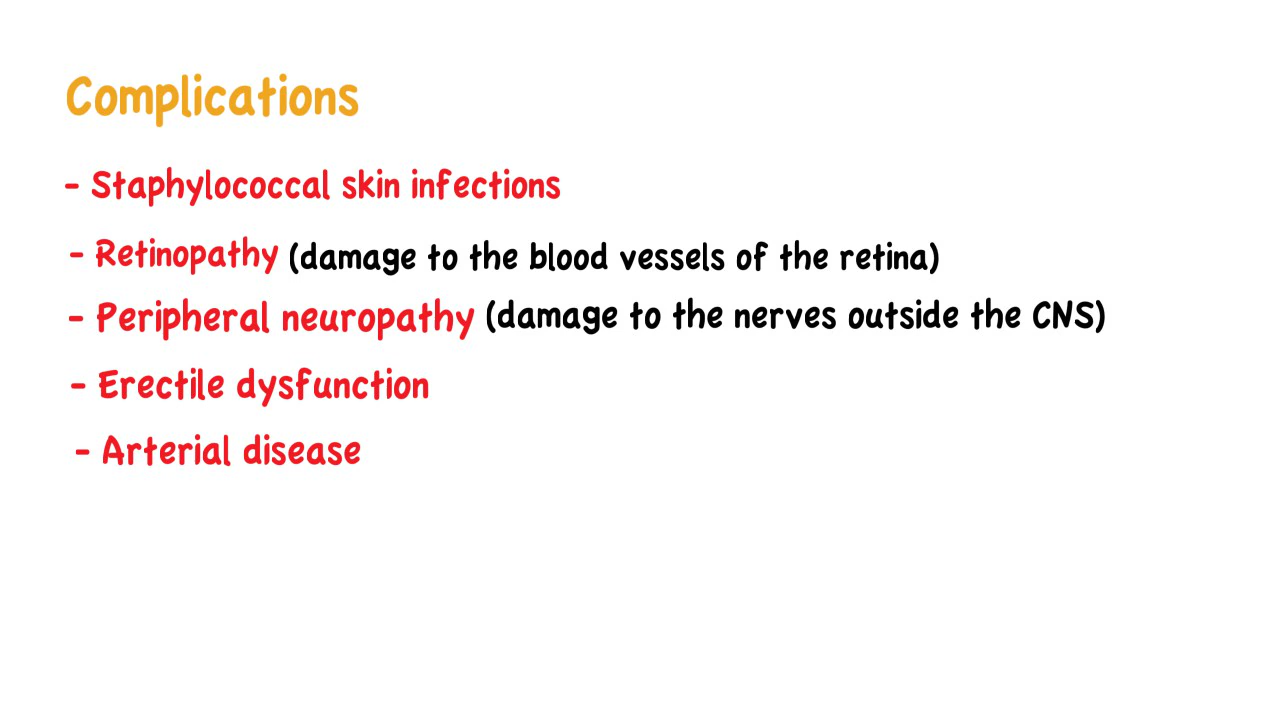 Complications
- Staphylococcal skin infections
- Retinopathy (damage to the blood vessels of the retina)
- Peripheral neuropathy (damage to the nerves outside the CNS)
- Erectile dysfunction
- Arterial disease